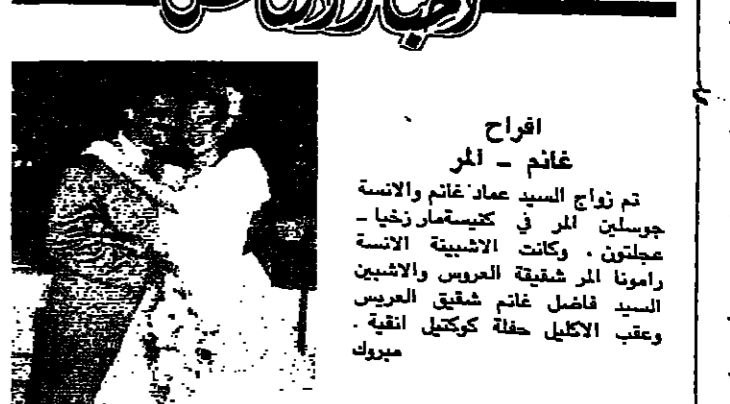 افراح
غانم - المر
تم زواج السيد عماد غانم والانسة
جوسلين المر في كنيسةمار زخيا -
عجلتون . وكانت الاشبينة الانسة
رامونا المر شقيقة العروس والاشبين
السيد فاضل غانم شقيق العريس
وعقب الاكليل حفلة كوكتيل انقية .
مبروك